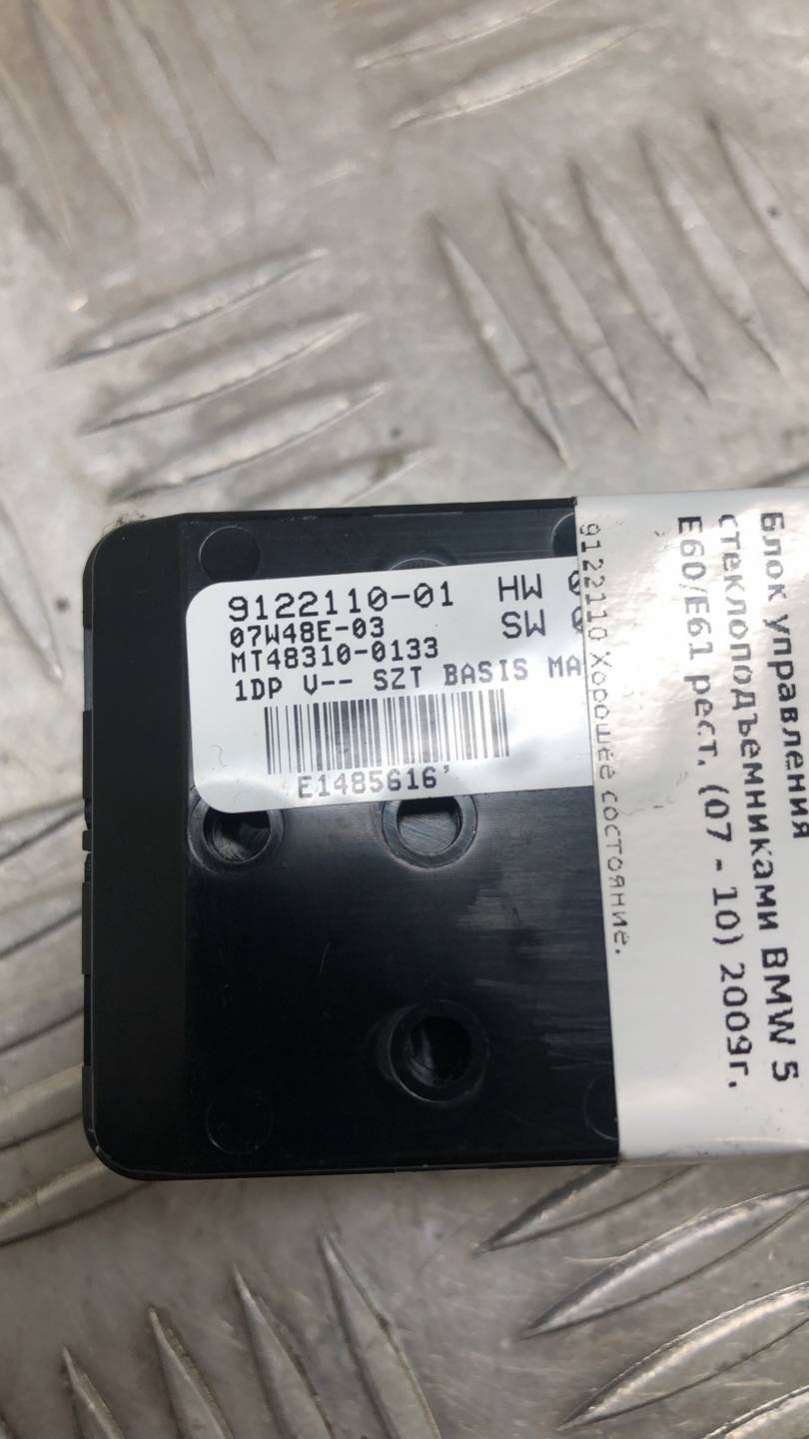 9122110-01 HW
07W48E-03 SW
MT48310-0133
1DP V-- SZT BASIS MA
E1485616'
Блок управления
стеклоподъемниками BMW 5
E60/E61 рест. (07 - 10) 2009г.
9122110 Хорошее состояние.